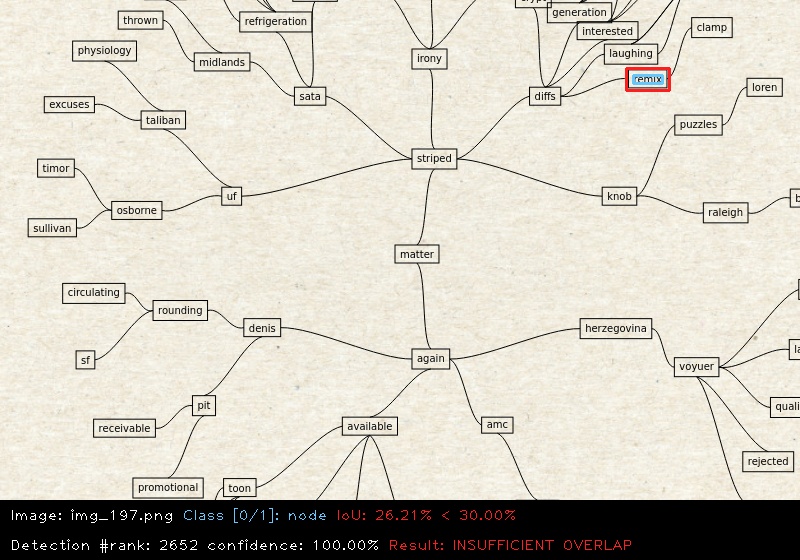 refrigeration
generation
thrown
interested
clamp
physiology
irony
laughing
midlands
remix
loren
excuses
sata
diffs
taliban
puzzles
striped
timor
uf
knob
osborne
raleigh
sullivan
matter
circulating
rounding
denis
herzegovina
sf
again
voyuer
pit
receivable
available
amc
rejected
promotional
toon
Image: img_197.png Class [0/1]: node IoU: 26.21% < 30.00%
Detection #rank: 2652 confidence: 100.00% Result: INSUFFICIENT OVERLAP